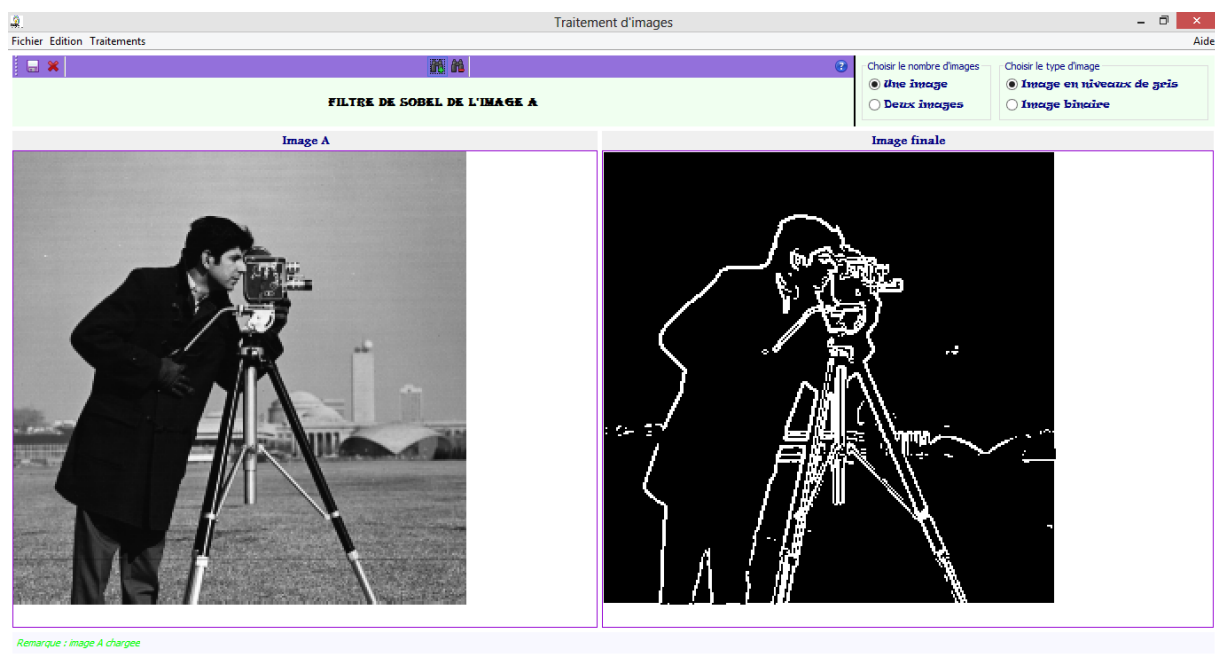 Traitement d'images
Fichier Edition Traitements Aide
Choisir le nombre d'images
Une image
Deux images
Choisir le type d'image
Image en niveaux de gris
Image binaire
FILTRE DE SOBEL DE L'IMAGE A
Image A
Image finale
Remarque : image A chargee